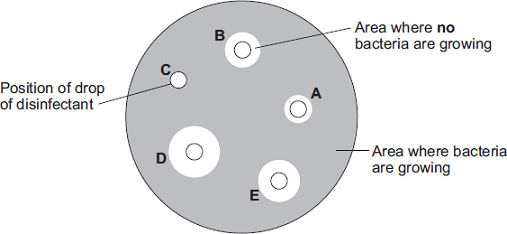 B
Area where no
bacteria are growing
C
Position of drop
of disinfectant
A
D
Area where bacteria
are growing
E